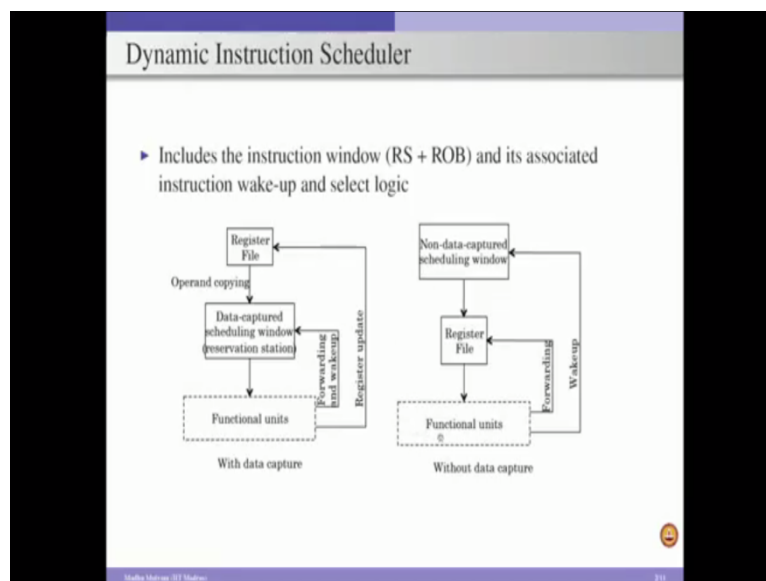 Dynamic Instruction Scheduler
Includes the instruction window (RS + ROB) and its associated
instruction wake-up and select logic
Register
File
Operand copying
Data-captured
scheduling window
(reservation station)
Forwarding
and wakeup
Register update
Functional units
With data capture
Non-data-captured
scheduling window
Register
File
Forwarding
Wakeup
Functional units
Without data capture